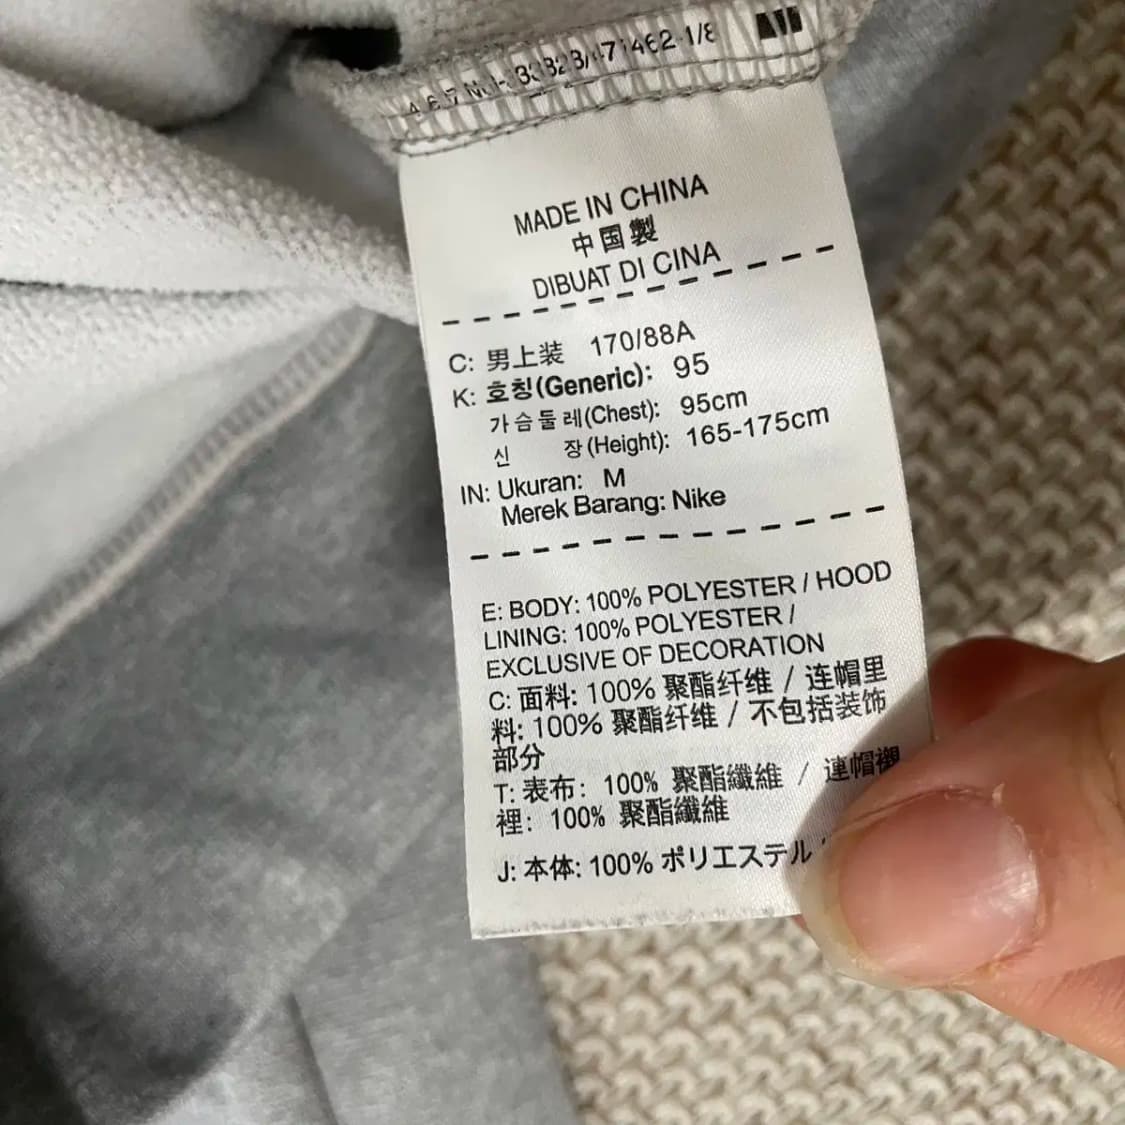 MADE IN CHINA
中国製
DIBUAT DI CINA
C: 男上装 170/88A
K: 호칭(Generic): 95
가슴둘레(Chest): 95cm
신 장(Height): 165-175cm
IN: Ukuran: M
Merek Barang: Nike
E: BODY: 100% POLYESTER / HOOD
LINING: 100% POLYESTER /
EXCLUSIVE OF DECORATION
C: 面料: 100% 聚酯纤维 / 连帽里
料: 100% 聚酯纤维 / 不包括装饰
部分
T: 表布: 100% 聚酯纖維 / 連帽襯
裡: 100% 聚酯纖維
J: 本体: 100% ポリエステル